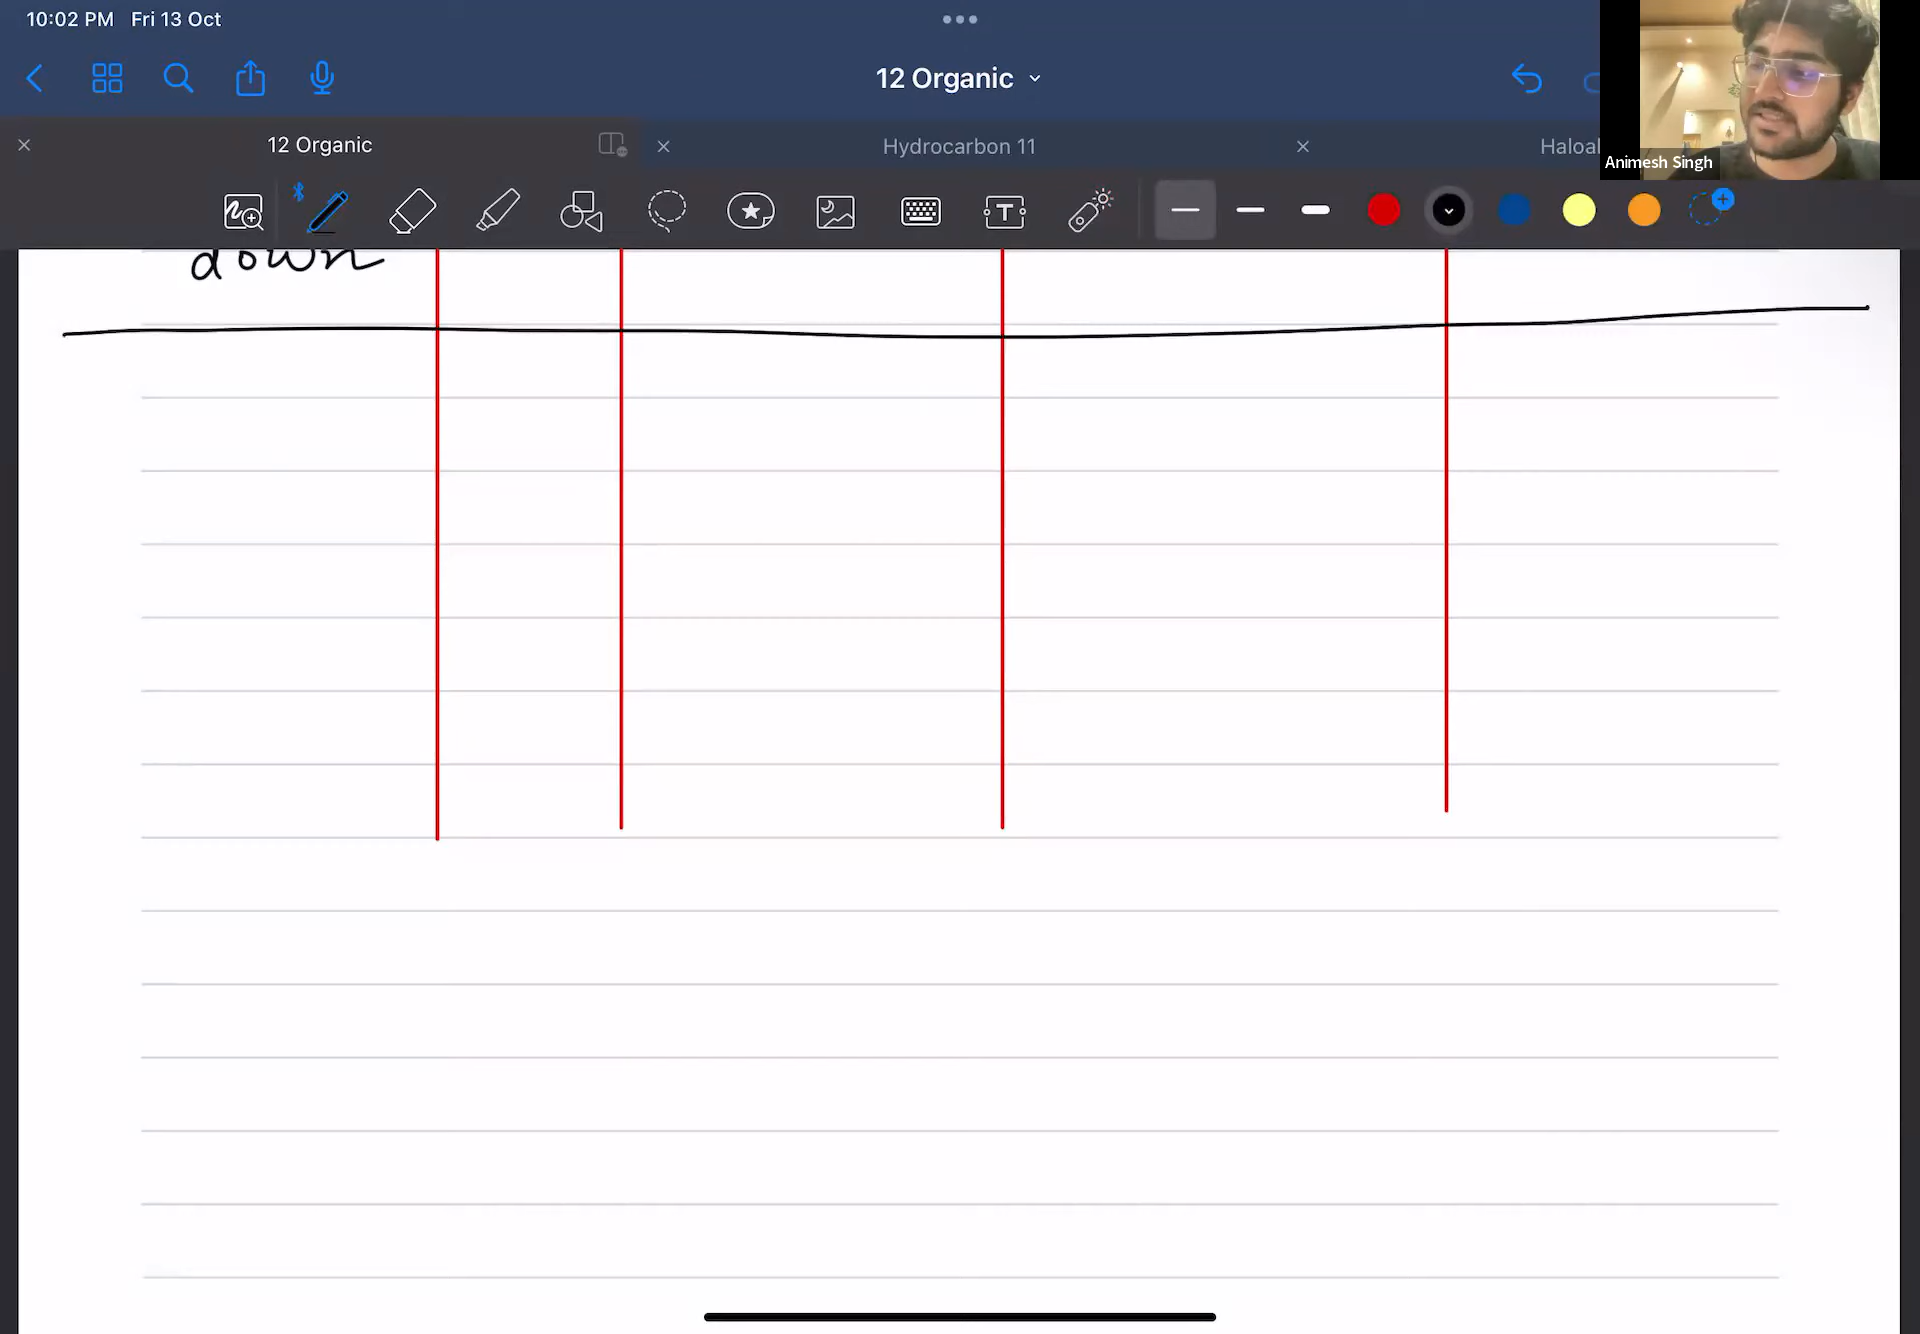 10:02 PM Fri 13 Oct
12 Organic
12 Organic
Hydrocarbon 11
Haloal
Animesh Singh
T
down